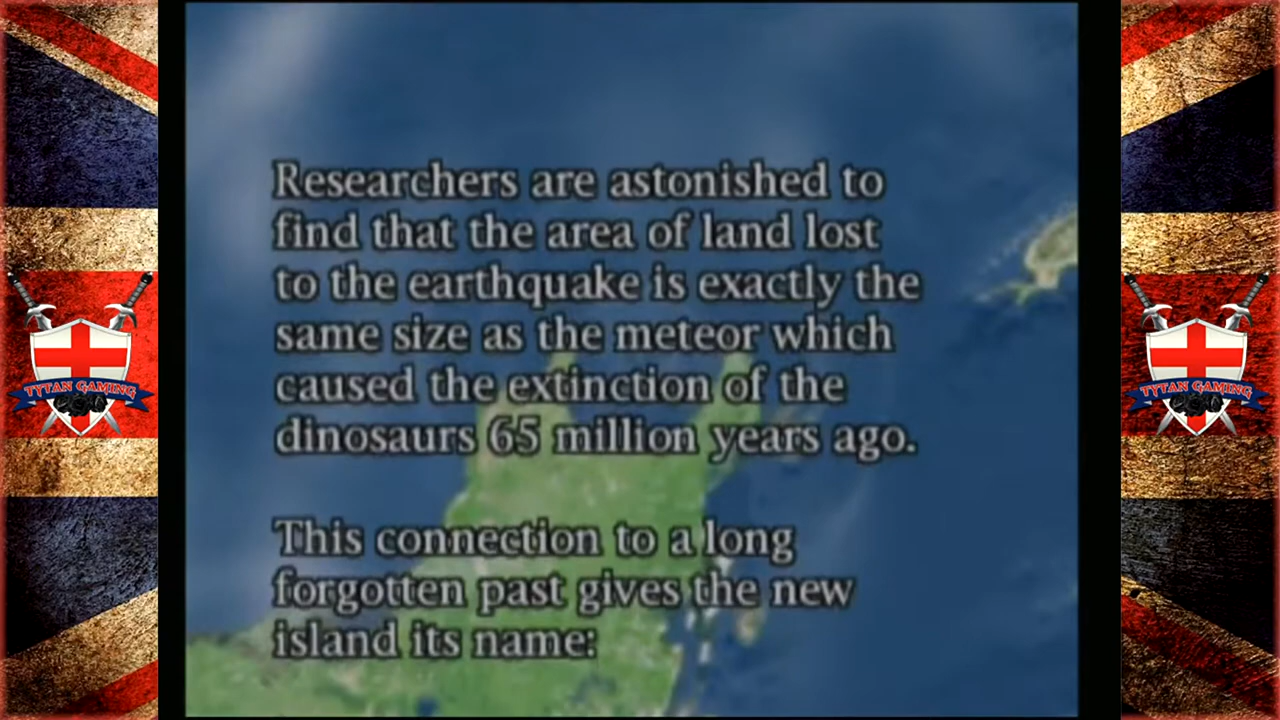 Researchers are astonished to
find that the area of land lost
to the earthquake is exactly the
same size as the meteor which
caused the extinction of the
dinosaurs 65 million years ago.
This connection to a long
forgotten past gives the new
island its name:
TYTAN GAMING
TYTAN GAMING